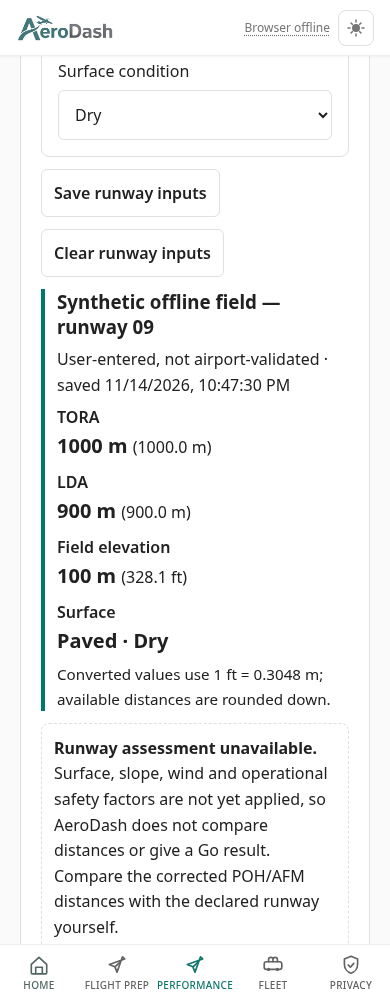 AeroDash
Browser offline
Surface condition
Dry
Save runway inputs
Clear runway inputs
Synthetic offline field —
runway 09
User-entered, not airport-validated ·
saved 11/14/2026, 10:47:30 PM
TORA
1000 m (1000.0 m)
LDA
900 m (900.0 m)
Field elevation
100 m (328.1 ft)
Surface
Paved · Dry
Converted values use 1 ft = 0.3048 m;
available distances are rounded down.
Runway assessment unavailable.
Surface, slope, wind and operational
safety factors are not yet applied, so
AeroDash does not compare
distances or give a Go result.
Compare the corrected POH/AFM
distances with the declared runway
yourself.
HOME
FLIGHT PREP
PERFORMANCE
FLEET
PRIVACY